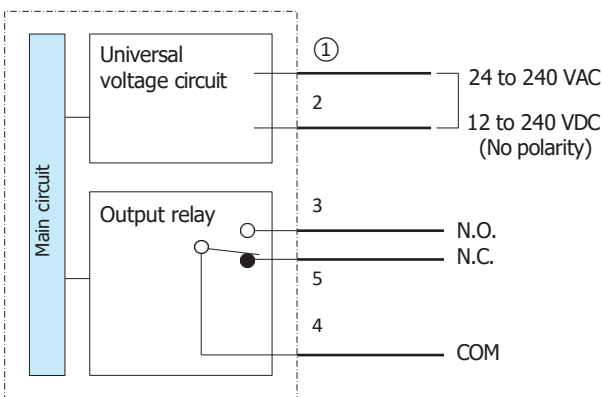 Universal
voltage circuit
①
24 to 240 VAC
2
12 to 240 VDC
(No polarity)
Main circuit
Output relay
3
N.O.
N.C.
5
4
COM